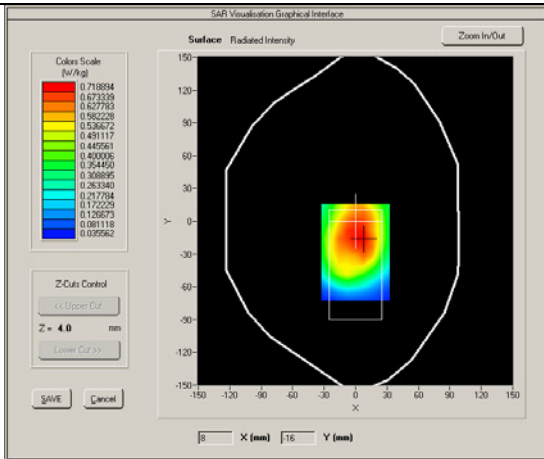 SAR Visualisation Graphical Interface
Surface Radiated Intensity
Zoom In/Out
Colors Scale
(W/kg)
0.718894
0.673339
0.627783
0.582228
0.536672
0.491117
0.445561
0.400006
0.354450
0.308895
0.263340
0.217784
0.172229
0.126673
0.081118
0.035562
Z-Cuts Control
<< Upper Cut
Z = 4.0 mm
Lower Cut >>
SAVE Cancel
150
120
90
60
30
0
-30
-60
-90
-120
-150
Y
-150 -120 -90 -60 -30 0 30 60 90 120 150
X
8 X (mm) -16 Y (mm)